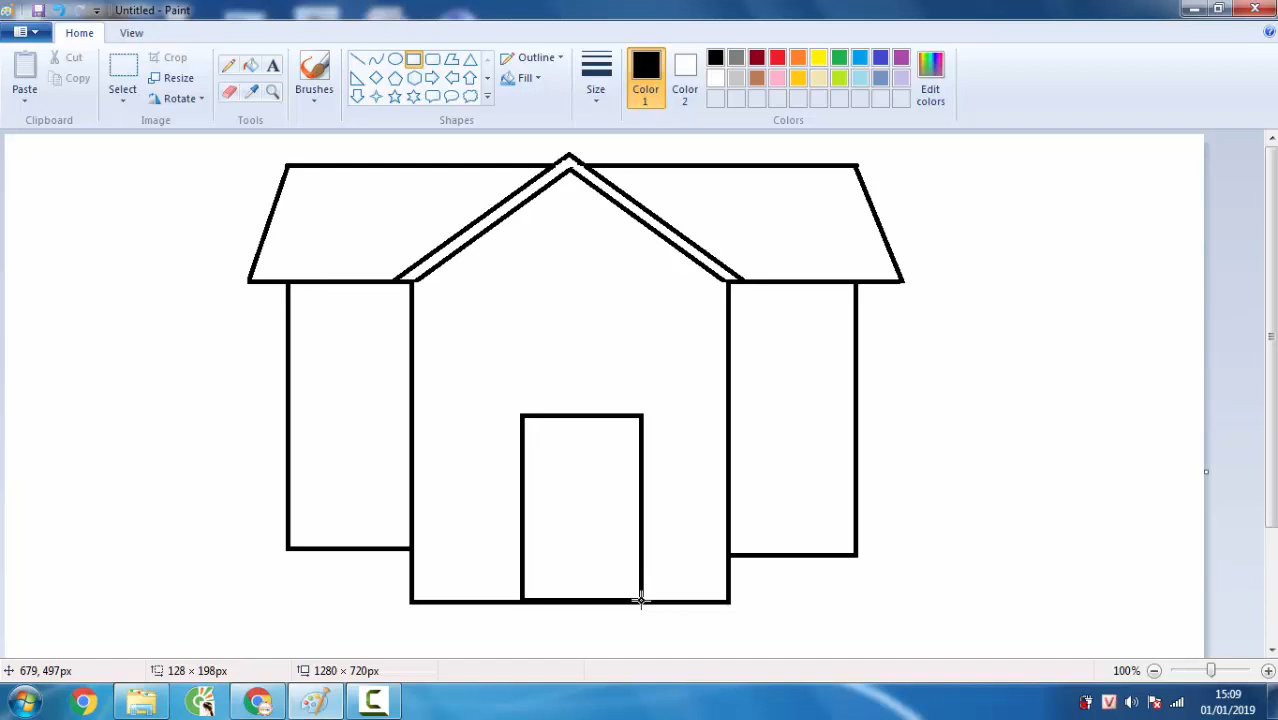 Untitled - Paint
Home View
Paste
Cut
Copy
Clipboard
Select
Crop
Resize
Rotate
Image
A
Tools
Brushes
Outline
Fill
Shapes
Size
Color 1
Color 2
Edit colors
Colors
679, 497px
128 × 198px
1280 × 720px
100%
15:09
01/01/2019